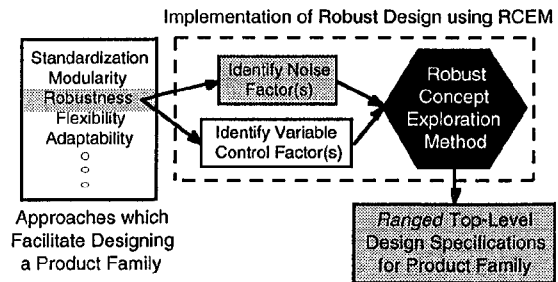 Implementation of Robust Design using RCEM
Standardization
Modularity
Robustness
Flexibility
Adaptability
Identify Noise
Factor(s)
Identify Variable
Control Factor(s)
Robust
Concept
Exploration
Method
Approaches which
Facilitate Designing
a Product Family
Ranged Top-Level
Design Specifications
for Product Family